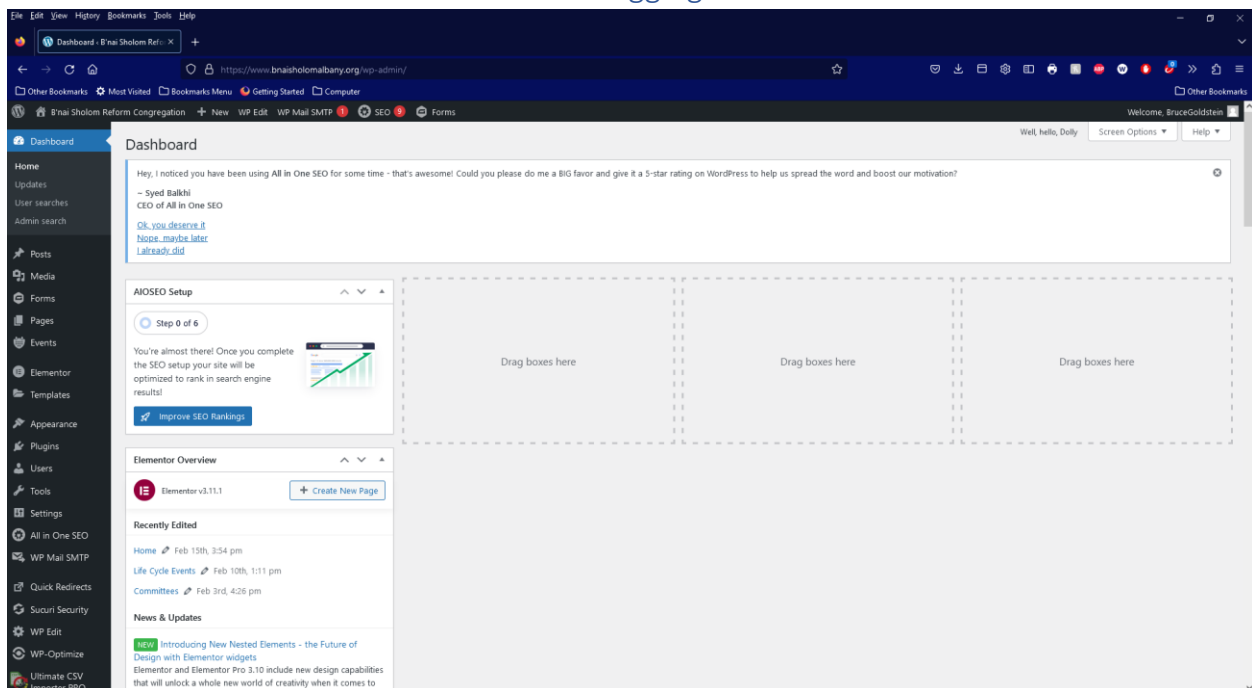 gg
File Edit View History Bookmarks Tools Help
Dashboard ‹ B'nai Sholom Refo
https://www.bnaisholomalbany.org/wp-admin/
Other Bookmarks Most Visited Bookmarks Menu Getting Started Computer Other Bookmarks
B'nai Sholom Reform Congregation + New WP Edit WP Mail SMTP 1 SEO 9 Forms Welcome, BruceGoldstein
Well, hello, Dolly Screen Options Help
Dashboard
Home
Updates
User searches
Admin search
Posts
Media
Forms
Pages
Events
Elementor
Templates
Appearance
Plugins
Users
Tools
Settings
All in One SEO
WP Mail SMTP
Quick Redirects
Sucuri Security
WP Edit
WP-Optimize
Ultimate CSV
Importer PRO
Dashboard
Hey, I noticed you have been using All in One SEO for some time - that's awesome! Could you please do me a BIG favor and give it a 5-star rating on WordPress to help us spread the word and boost our motivation?
~ Syed Balkhi
CEO of All in One SEO
Ok, you deserve it
Nope, maybe later
I already did
AIOSEO Setup
Step 0 of 6
You're almost there! Once you complete
the SEO setup your site will be
optimized to rank in search engine
results!
Improve SEO Rankings
Drag boxes here
Drag boxes here
Drag boxes here
Elementor Overview
Elementor v3.11.1
+ Create New Page
Recently Edited
Home Feb 15th, 3:54 pm
Life Cycle Events Feb 10th, 1:11 pm
Committees Feb 3rd, 4:26 pm
News & Updates
NEW Introducing New Nested Elements - the Future of
Design with Elementor widgets
Elementor and Elementor Pro 3.10 include new design capabilities
that will unlock a whole new world of creativity when it comes to